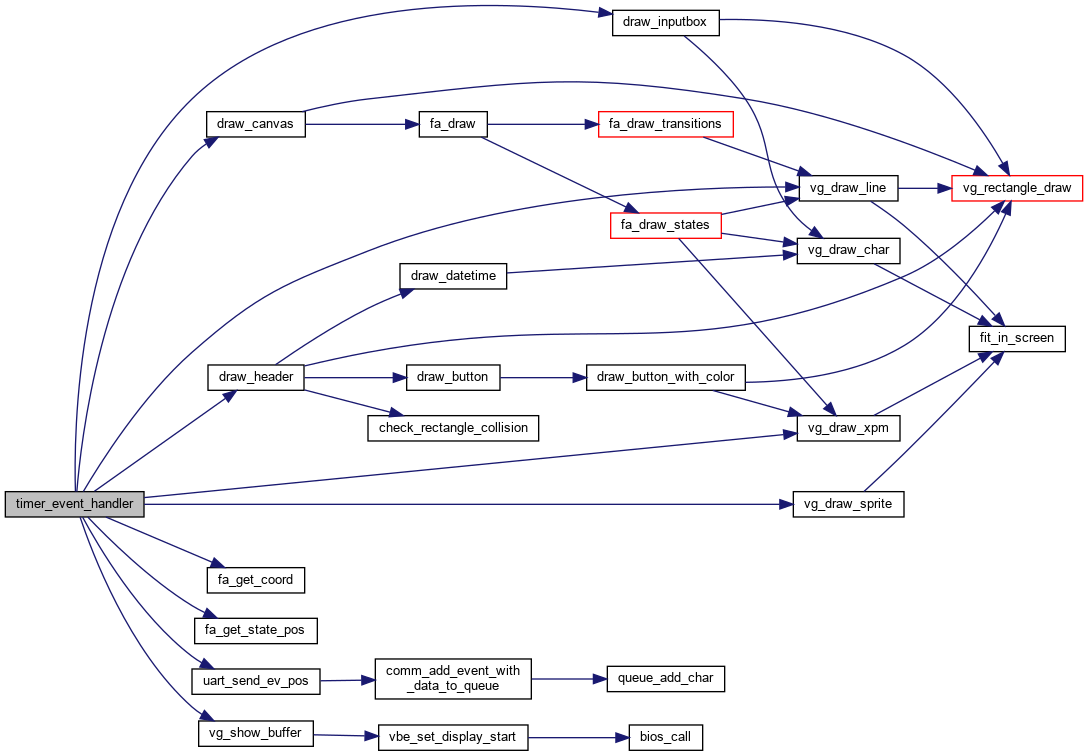 draw_inputbox
draw_canvas
fa_draw
fa_draw_transitions
vg_draw_line
vg_rectangle_draw
fa_draw_states
vg_draw_char
draw_datetime
fit_in_screen
draw_header
draw_button
draw_button_with_color
check_rectangle_collision
vg_draw_xpm
timer_event_handler
vg_draw_sprite
fa_get_coord
fa_get_state_pos
uart_send_ev_pos
comm_add_event_with
_data_to_queue
queue_add_char
vg_show_buffer
vbe_set_display_start
bios_call